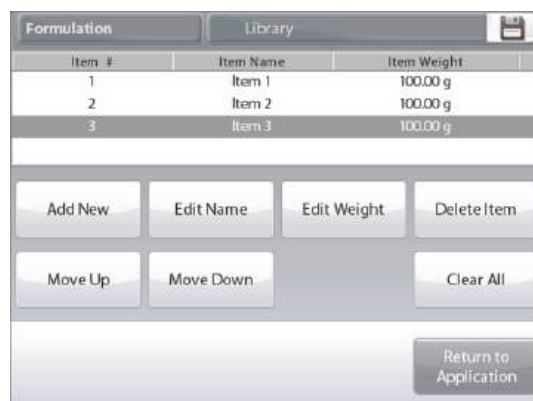 Formulation Library
Item # Item Name Item Weight
1 Item 1 100.00 g
2 Item 2 100.00 g
3 Item 3 100.00 g
Add New Edit Name Edit Weight Delete Item
Move Up Move Down Clear All
Return to
Application